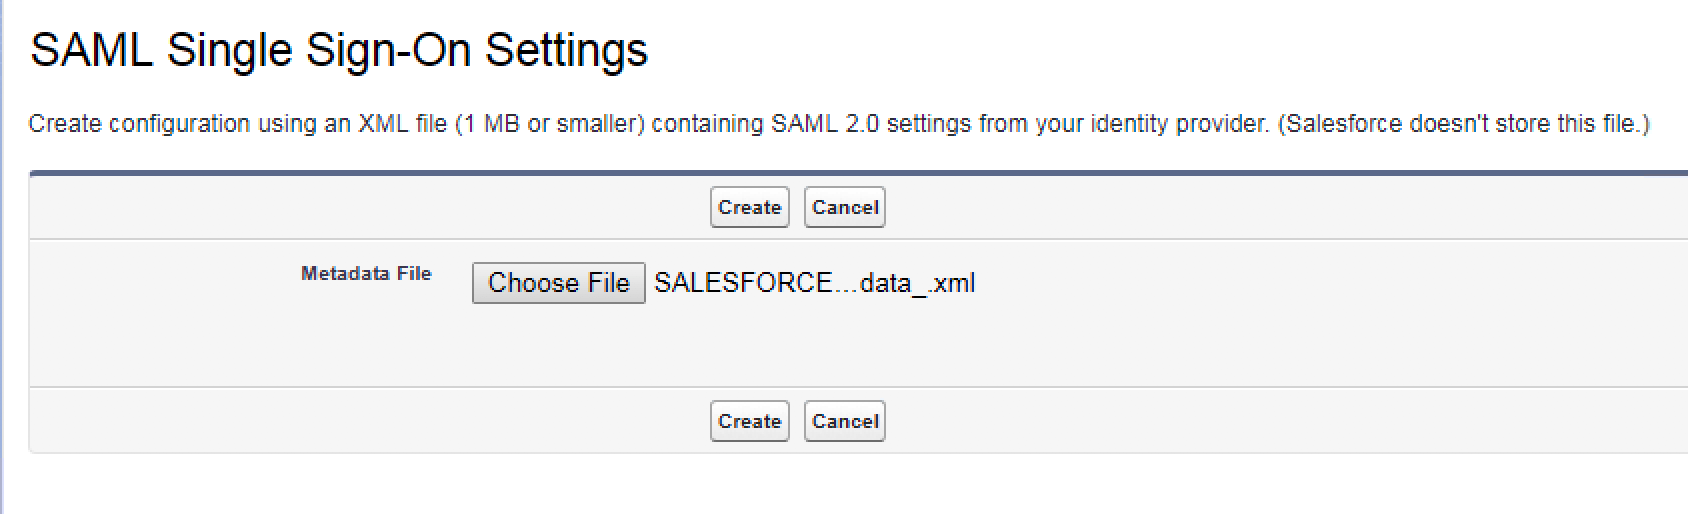 SAML Single Sign-On Settings
Create configuration using an XML file (1 MB or smaller) containing SAML 2.0 settings from your identity provider. (Salesforce doesn't store this file.)
Create Cancel
Metadata File Choose File SALESFORCE...data_.xml
Create Cancel